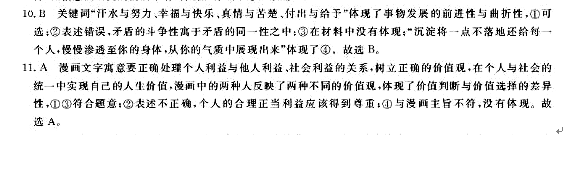 10. B 关键词“汗水与努力、幸福与快乐、真情与苦楚、付出与给予”体现了事物发展的前进性与曲折性,①可
选;②表述错误,矛盾的斗争性寓于矛盾的同一性之中;③在材料中没有体现;“沉淀将一点不落地还给每一
个人,慢慢渗透至你的身体,从你的气质中展现出来”体现了④。故选 B。
11. A 漫画文字寓意要正确处理个人利益与他人利益、社会利益的关系,树立正确的价值观,在个人与社会的
统一中实现自己的人生价值,漫画中的两种人反映了两种不同的价值观,体现了价值判断与价值选择的差异
性,①③符合题意;②表述不正确,个人的合理正当利益应该得到尊重;④与漫画主旨不符,没有体现。故
选 A。